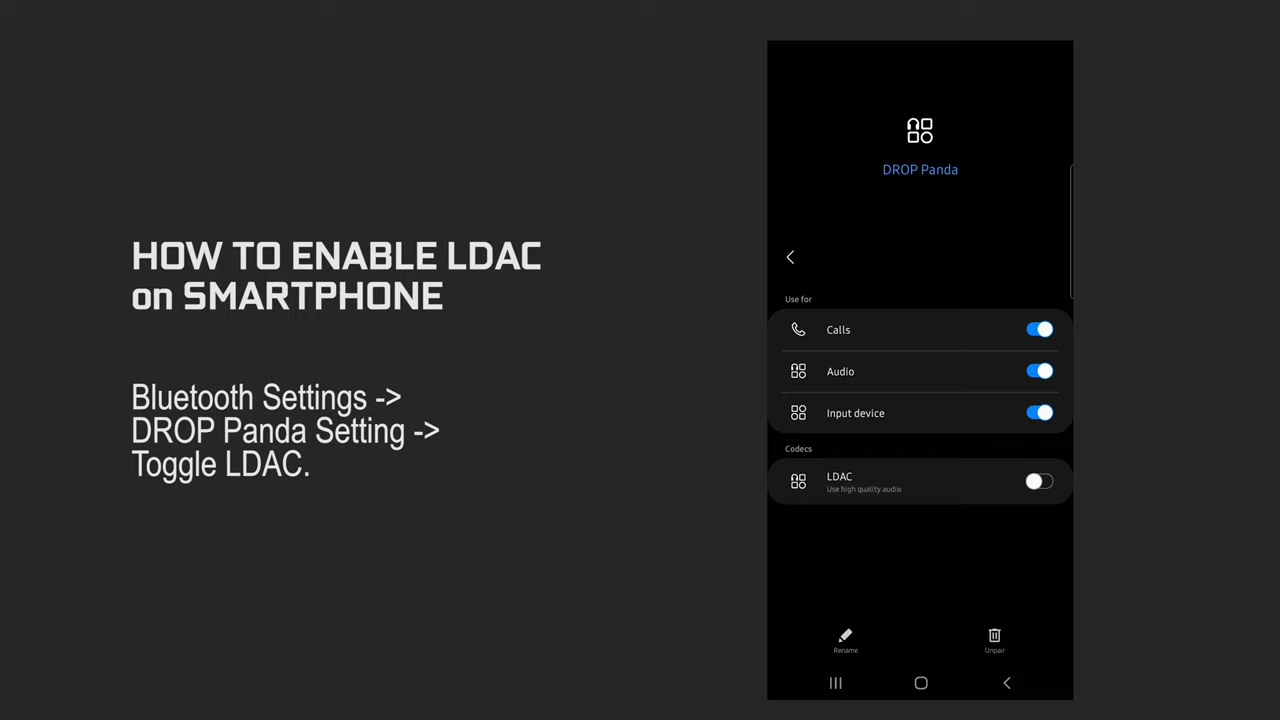 HOW TO ENABLE LDAC
on SMARTPHONE
Bluetooth Settings ->
DROP Panda Setting ->
Toggle LDAC.
DROP Panda
Use for
Calls
Audio
Input device
Codecs
LDAC
Use high quality audio
Rename
Unpair